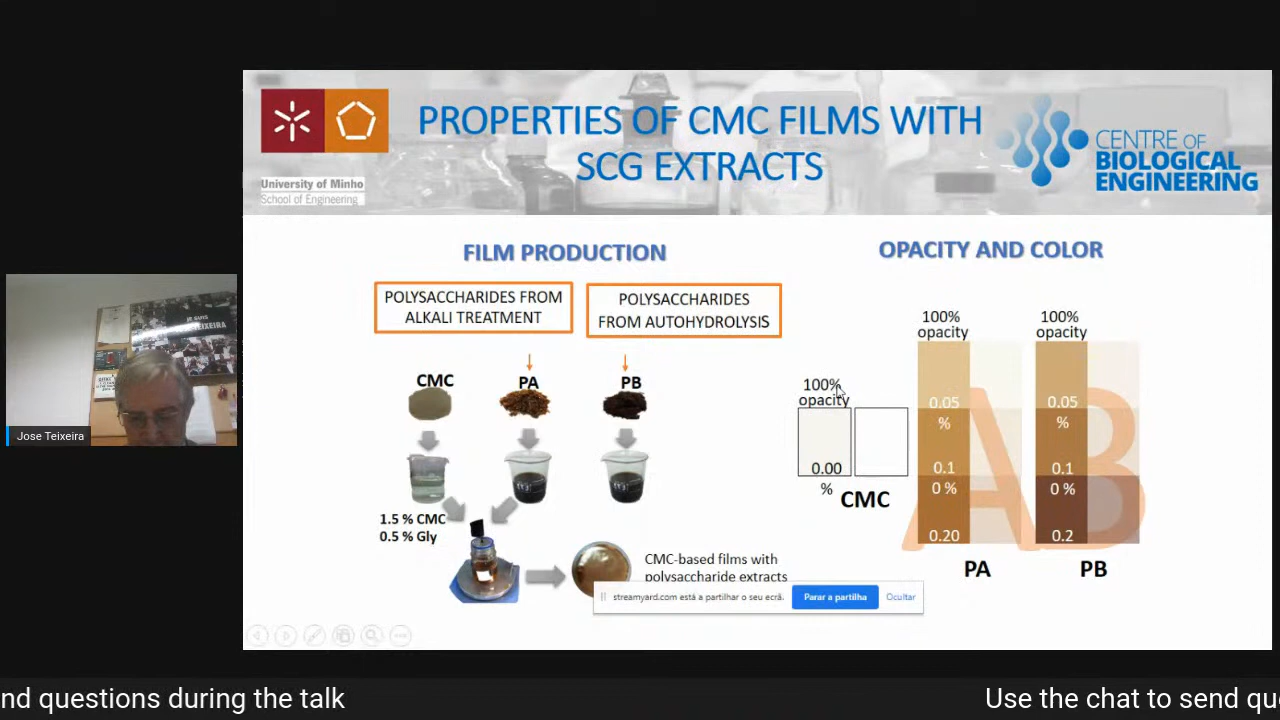 PROPERTIES OF CMC FILMS WITH
SCG EXTRACTS
University of Minho
School of Engineering
CENTRE OF
BIOLOGICAL
ENGINEERING
FILM PRODUCTION
POLYSACCHARIDES FROM
ALKALI TREATMENT
POLYSACCHARIDES
FROM AUTOHYDROLYSIS
CMC
PA
PB
1.5 % CMC
0.5 % Gly
CMC-based films with
polysaccharide extracts
OPACITY AND COLOR
100%
opacity
0.00
%
CMC
100%
opacity
0.05
%
0.1
0 %
0.20
PA
100%
opacity
0.05
%
0.1
0 %
0.2
PB
AB
streamyard.com está a partilhar o seu ecrã.
Parar a partilha
Ocultar
TEIXEIRA
Jose Teixeira
nd questions during the talk
Use the chat to send qu